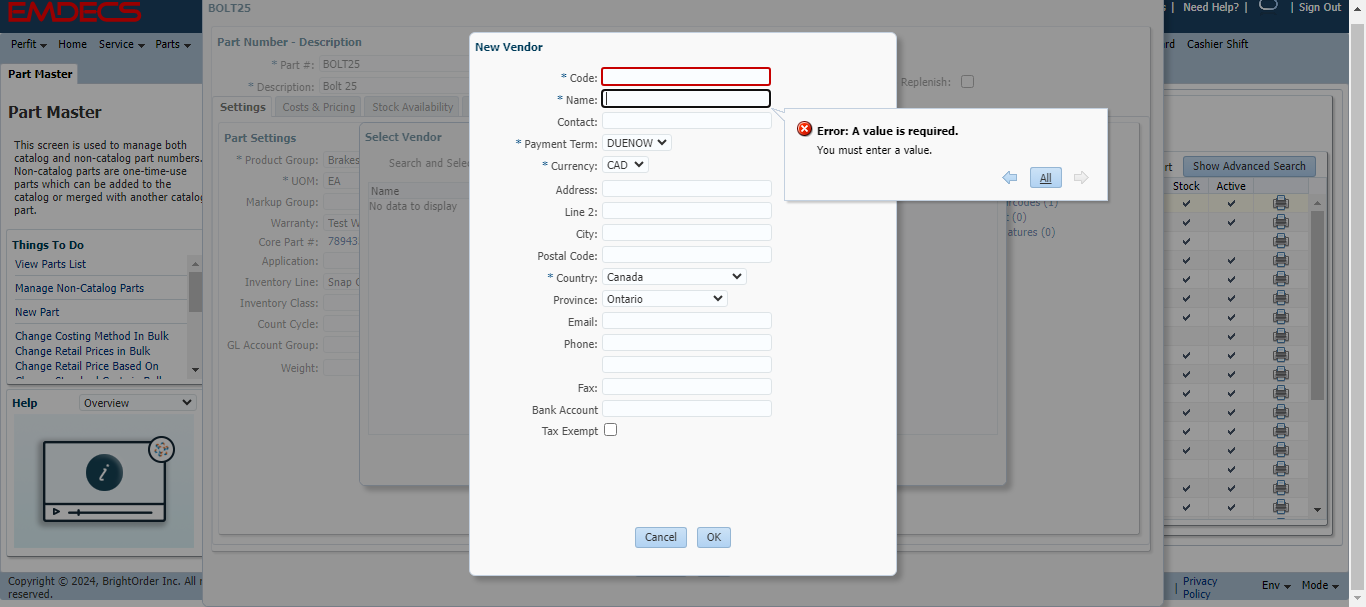 EMDECS
BOLT25
Need Help? |
| Sign Out
Perfit
Home
Service
Parts
Cashier Shift
Part Master
Part Master
This screen is used to manage both
catalog and non-catalog part numbers.
Non-catalog parts are one-time-use
parts which can be added to the
catalog or merged with another
part.
Things To Do
View Parts List
Manage Non-Catalog Parts
New Part
Change Costing Method In Bulk
Change Retail Prices in Bulk
Change Retail Price Based On
Help
Overview
Part Number - Description
* Part #: BOLT25
* Description: Bolt 25
Replenish:
Settings
Costs & Pricing
Stock Availability
Part Settings
* Product Group: Brakes
* UOM: EA
Markup Group:
Warranty: Test
Core Part #: 78943
Application:
Inventory Line: Snap
Inventory Class:
Count Cycle:
GL Account Group:
Weight:
Select Vendor
Search and
Name
No data to display
New Vendor
* Code:
* Name:
Contact:
* Payment Term: DUENOW
* Currency: CAD
Address:
Line 2:
City:
Postal Code:
* Country: Canada
Province: Ontario
Email:
Phone:
Fax:
Bank Account
Tax Exempt
Cancel
OK
Error: A value is required.
You must enter a value.
All
(1)
(0)
(0)
Show Advanced Search
Stock
Active
Copyright © 2024, BrightOrder Inc. All
reserved.
| Privacy
Policy
Env
Mode